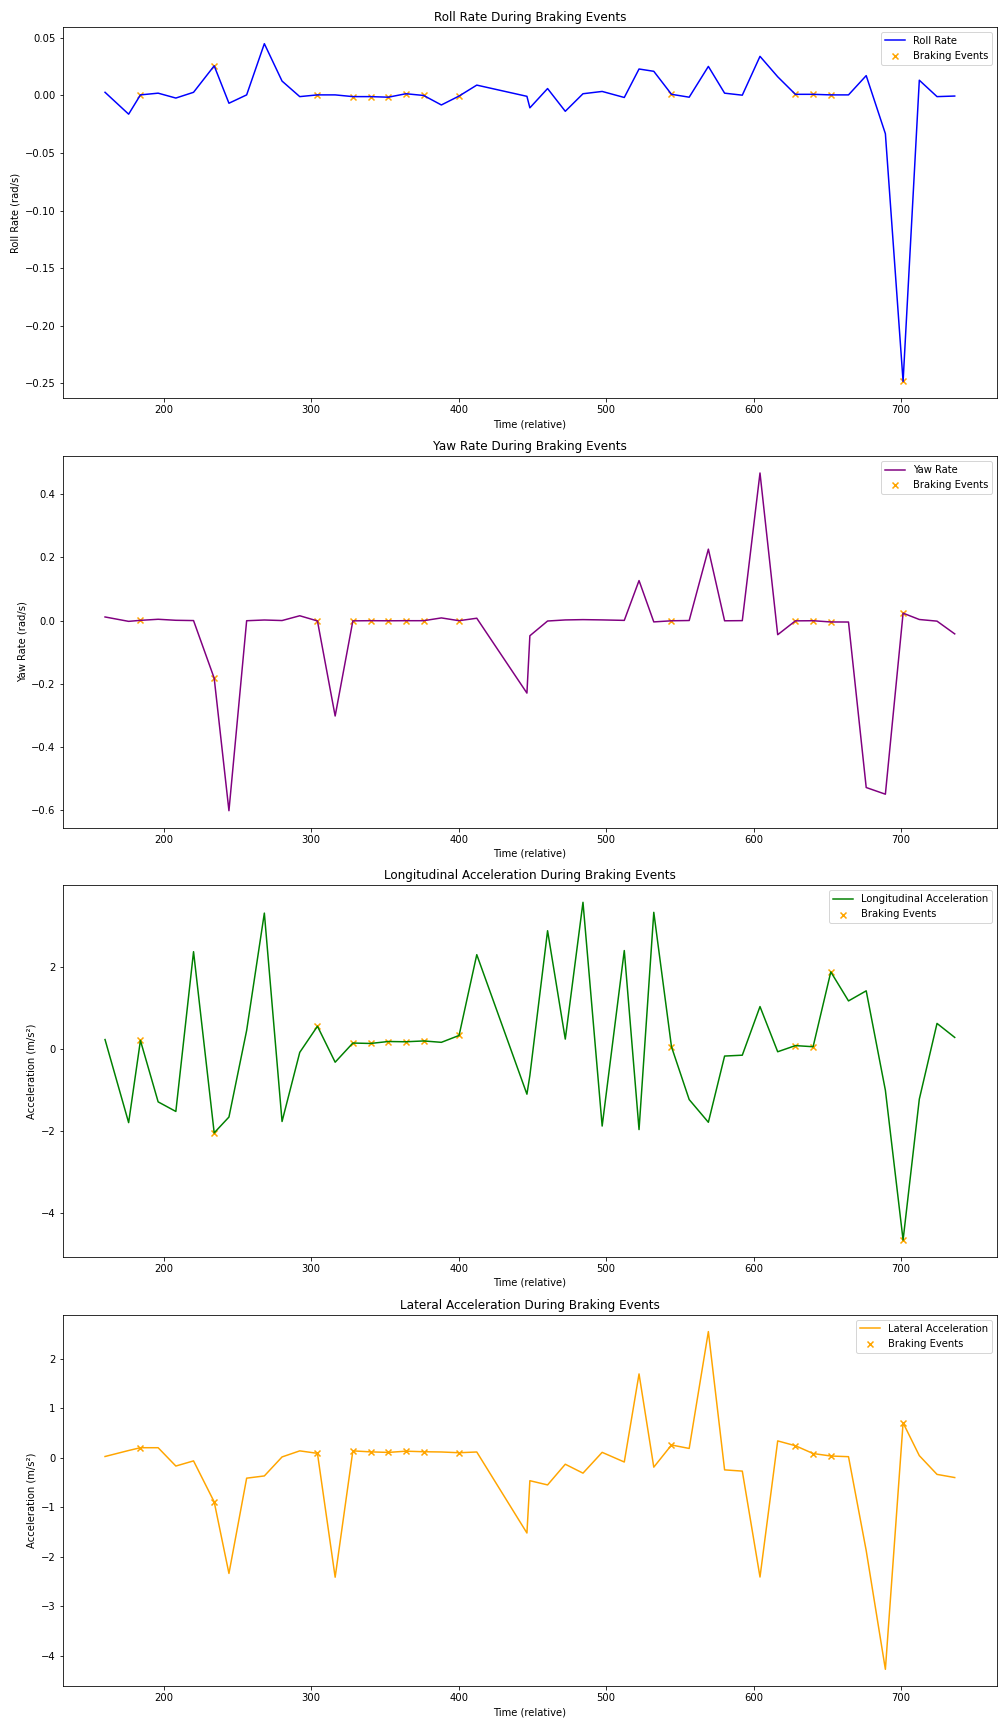 Roll Rate During Braking Events
Roll Rate
Braking Events
0.05
0.00
−0.05
−0.10
−0.15
−0.20
−0.25
Roll Rate (rad/s)
200 300 400 500 600 700
Time (relative)
Yaw Rate During Braking Events
Yaw Rate
Braking Events
0.4
0.2
0.0
−0.2
−0.4
−0.6
Yaw Rate (rad/s)
200 300 400 500 600 700
Time (relative)
Longitudinal Acceleration During Braking Events
Longitudinal Acceleration
Braking Events
2
0
−2
−4
Acceleration (m/s²)
200 300 400 500 600 700
Time (relative)
Lateral Acceleration During Braking Events
Lateral Acceleration
Braking Events
2
1
0
−1
−2
−3
−4
Acceleration (m/s²)
200 300 400 500 600 700
Time (relative)